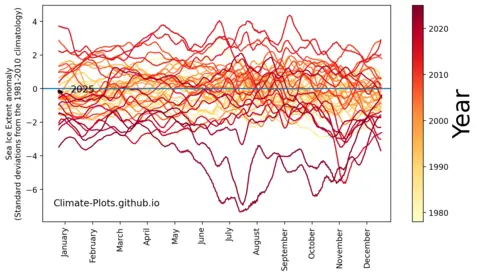 4
2
0
−2
−4
−6
Sea Ice Extent anomaly
(Standard deviations from the 1981-2010 climatology)
2025
Climate-Plots.github.io
January
February
March
April
May
June
July
August
September
October
November
December
2020
2010
2000
1990
1980
Year